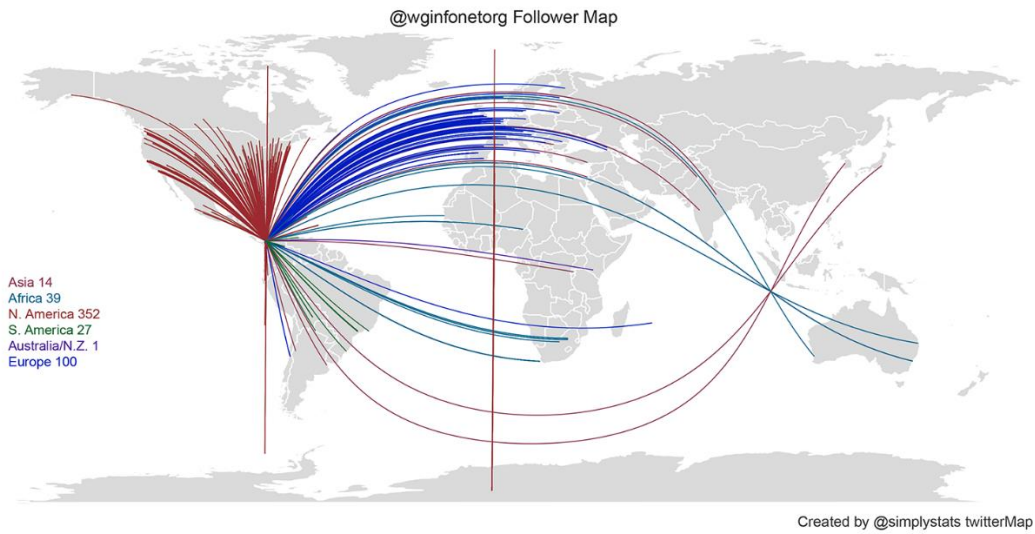 @wginfonetorg Follower Map
Asia 14
Africa 39
N. America 352
S. America 27
Australia/N.Z. 1
Europe 100
Created by @simplystats twitterMap